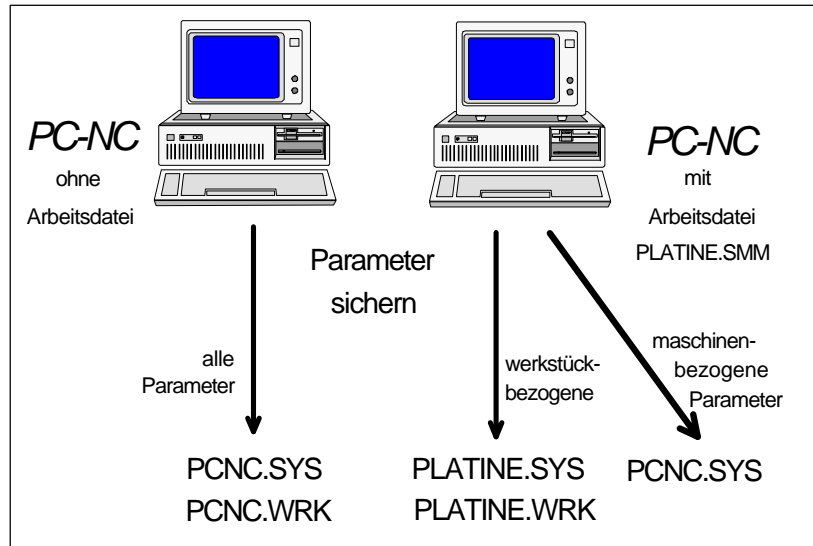 PC-NC
ohne
Arbeitsdatei
PC-NC
mit
Arbeitsdatei
PLATINE.SMM
Parameter
sichern
alle
Parameter
werkstück-
bezogene
maschinen-
bezogene
Parameter
PCNC.SYS
PCNC.WRK
PLATINE.SYS
PLATINE.WRK
PCNC.SYS